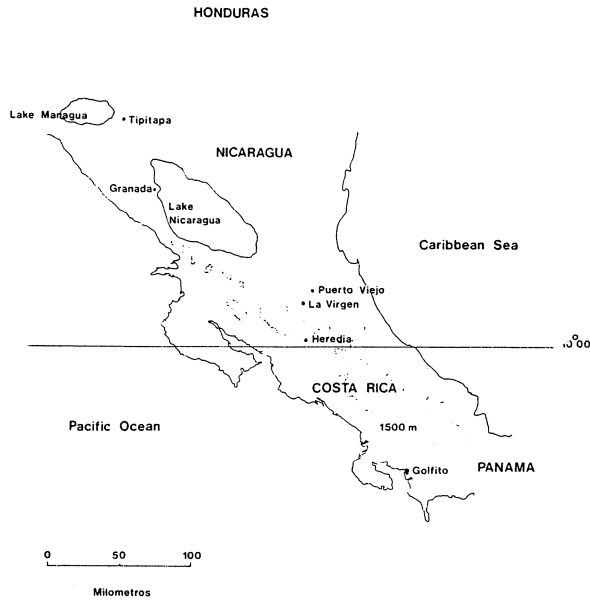 HONDURAS
Lake Managua
Tipitapa
NICARAGUA
Granada
Lake
Nicaragua
Caribbean Sea
Puerto Viejo
La Virgen
Heredia
COSTA RICA
Pacific Ocean
1500 m
Golfito
PANAMA
0 50 100
Milometros